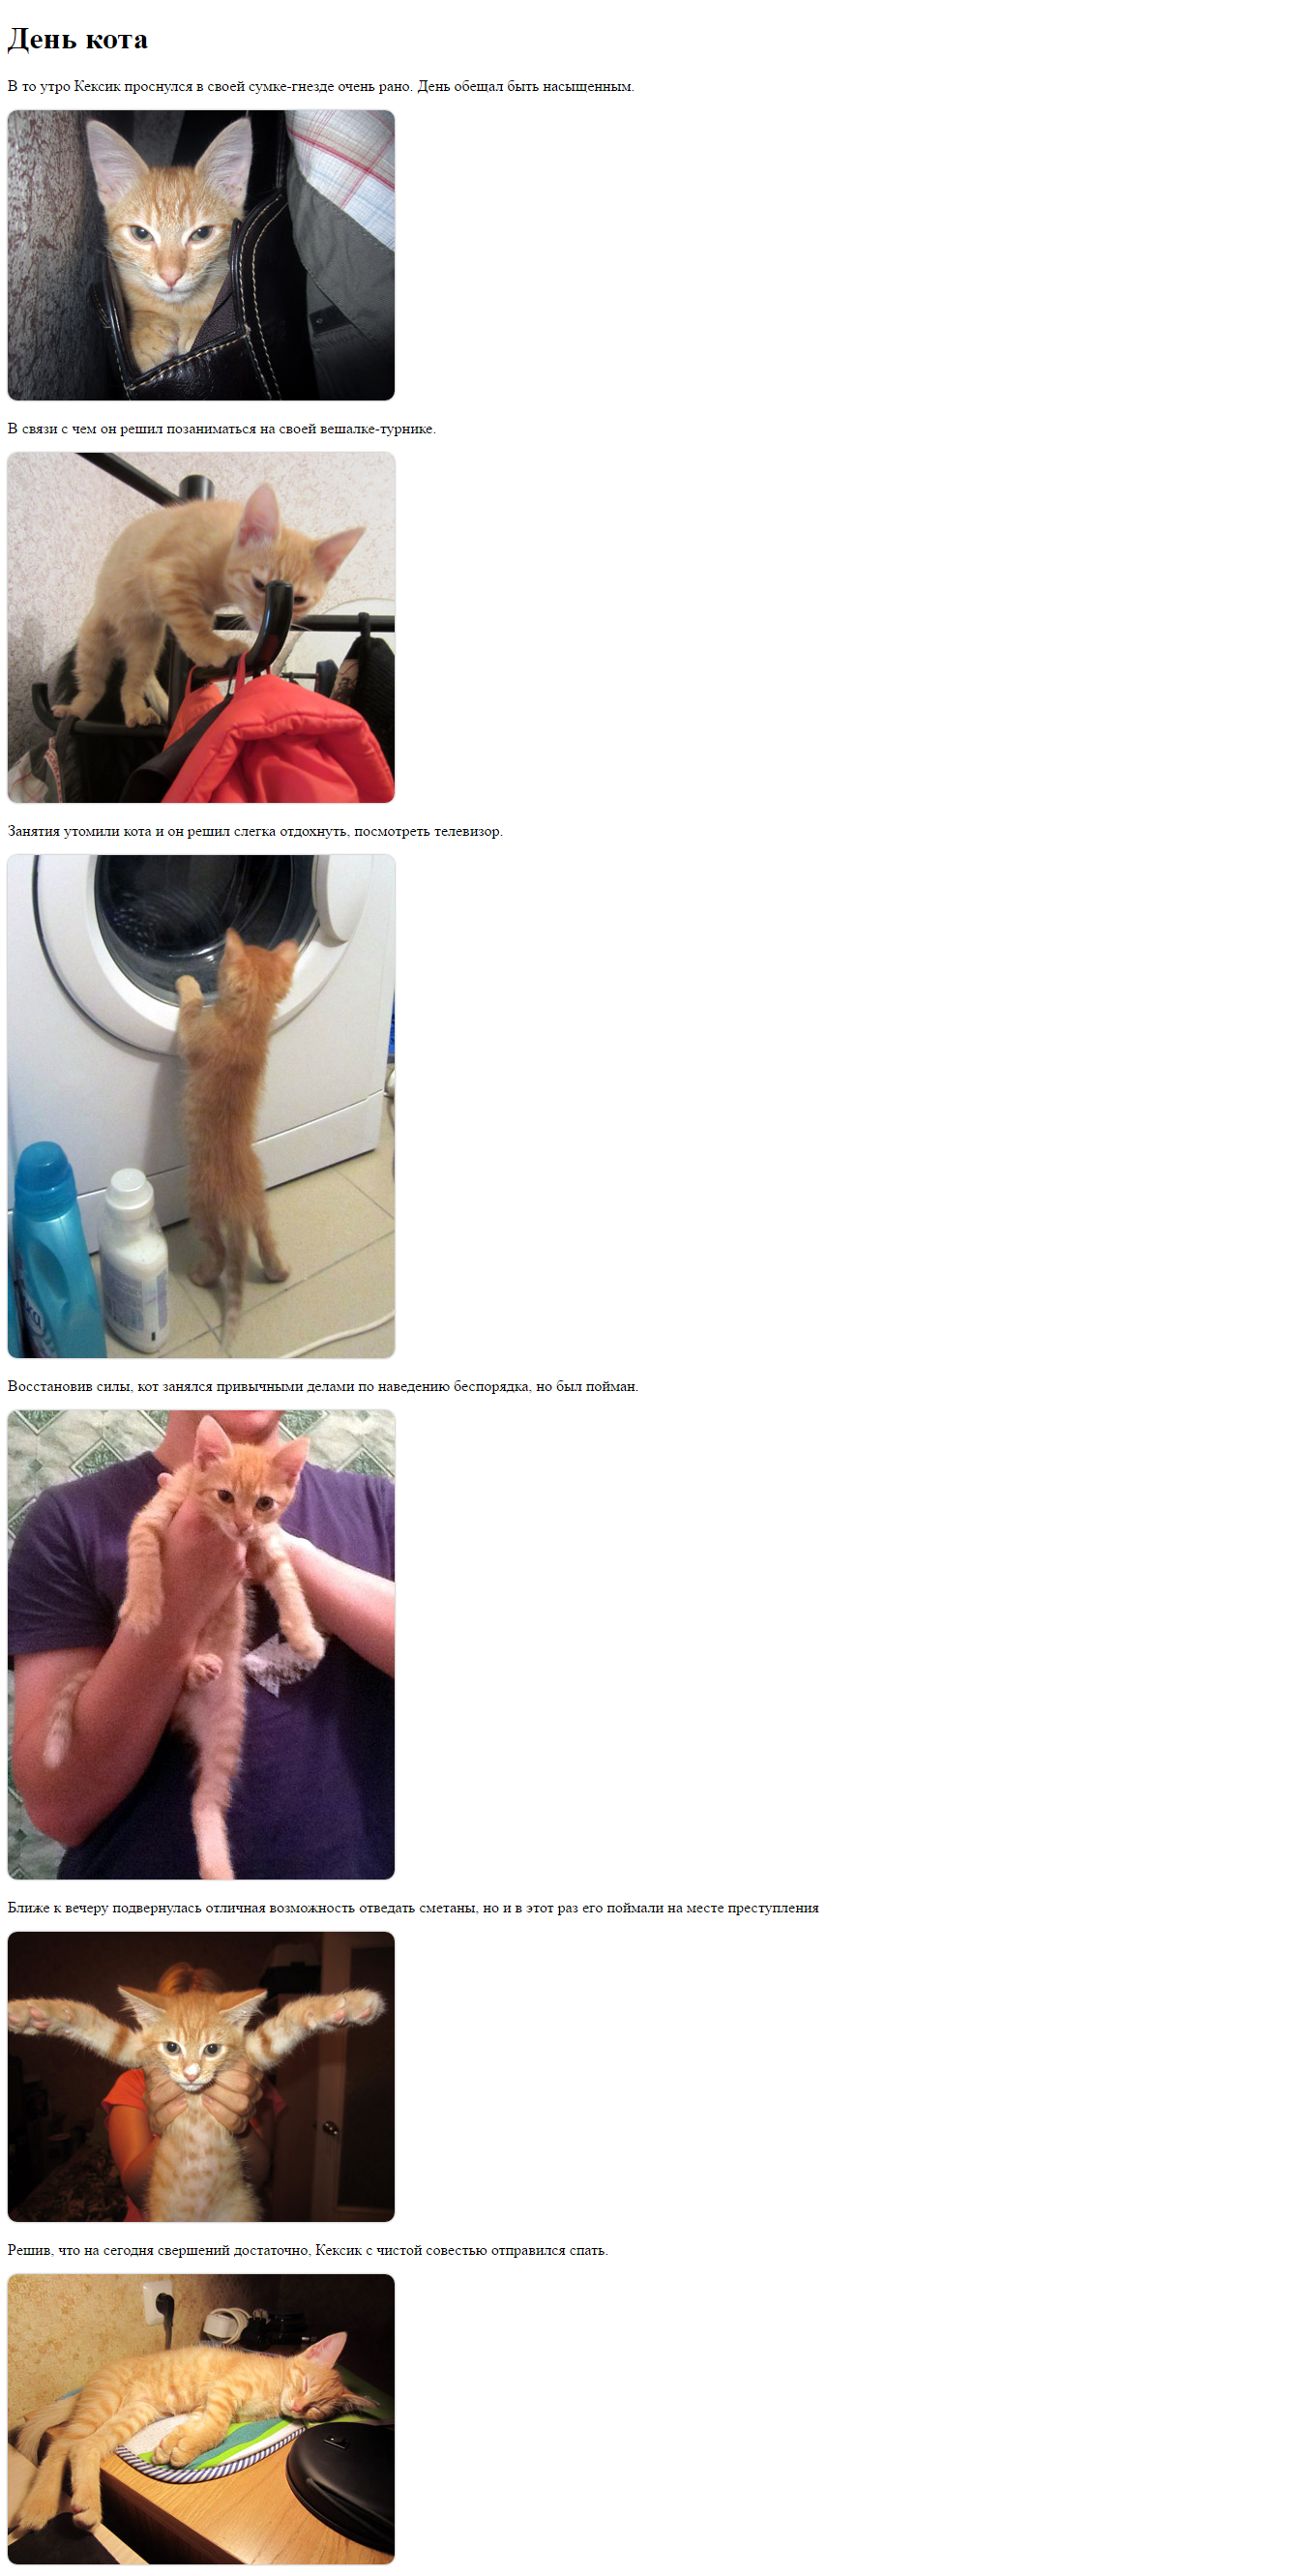 День кота
В то утро Кексик проснулся в своей сумке-гнезде очень рано. День обещал быть насыщенным.
В связи с чем он решил позаниматься на своей вешалке-турнике.
Занятия утомили кота и он решил слегка отдохнуть, посмотреть телевизор.
Восстановив силы, кот занялся привычными делами по наведению беспорядка, но был пойман.
Ближе к вечеру подвернулась отличная возможность отведать сметаны, но и в этот раз его поймали на месте преступления
Решив, что на сегодня свершений достаточно, Кексик с чистой совестью отправился спать.